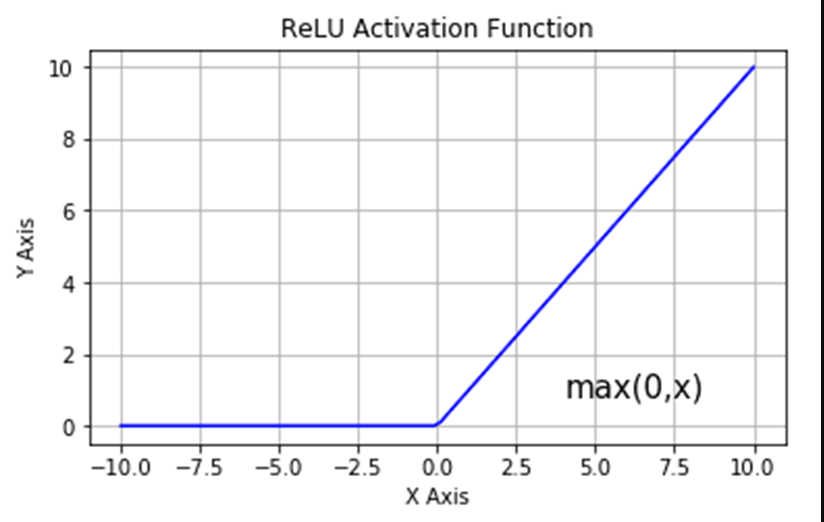 ReLU Activation Function
10
8
6
4
2
0
Y Axis
max(0,x)
−10.0 −7.5 −5.0 −2.5 0.0 2.5 5.0 7.5 10.0
X Axis